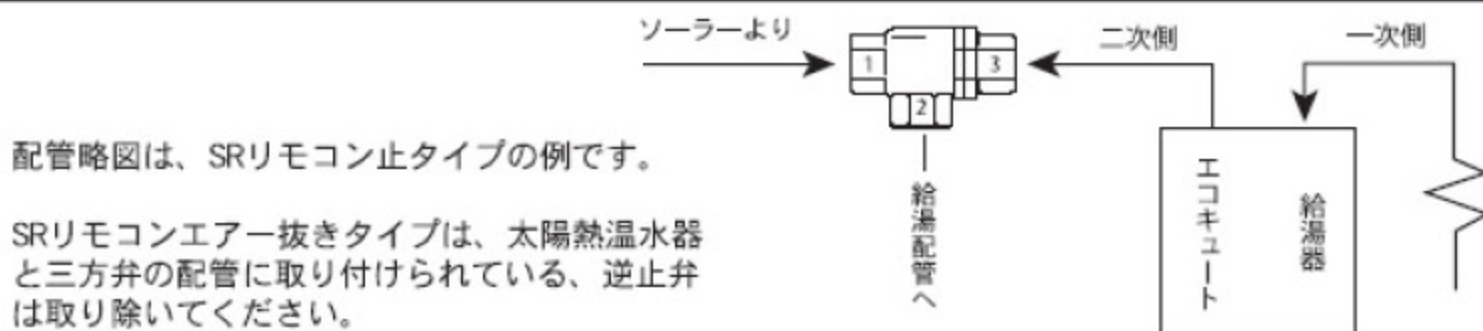 ソーラーより
1
3
2
二次側
一次側
給湯配管へ
エコキュート
給湯器
配管略図は、SRリモコン止タイプの例です。
SRリモコンエアー抜きタイプは、太陽熱温水器
と三方弁の配管に取り付けられている、逆止弁
は取り除いてください。